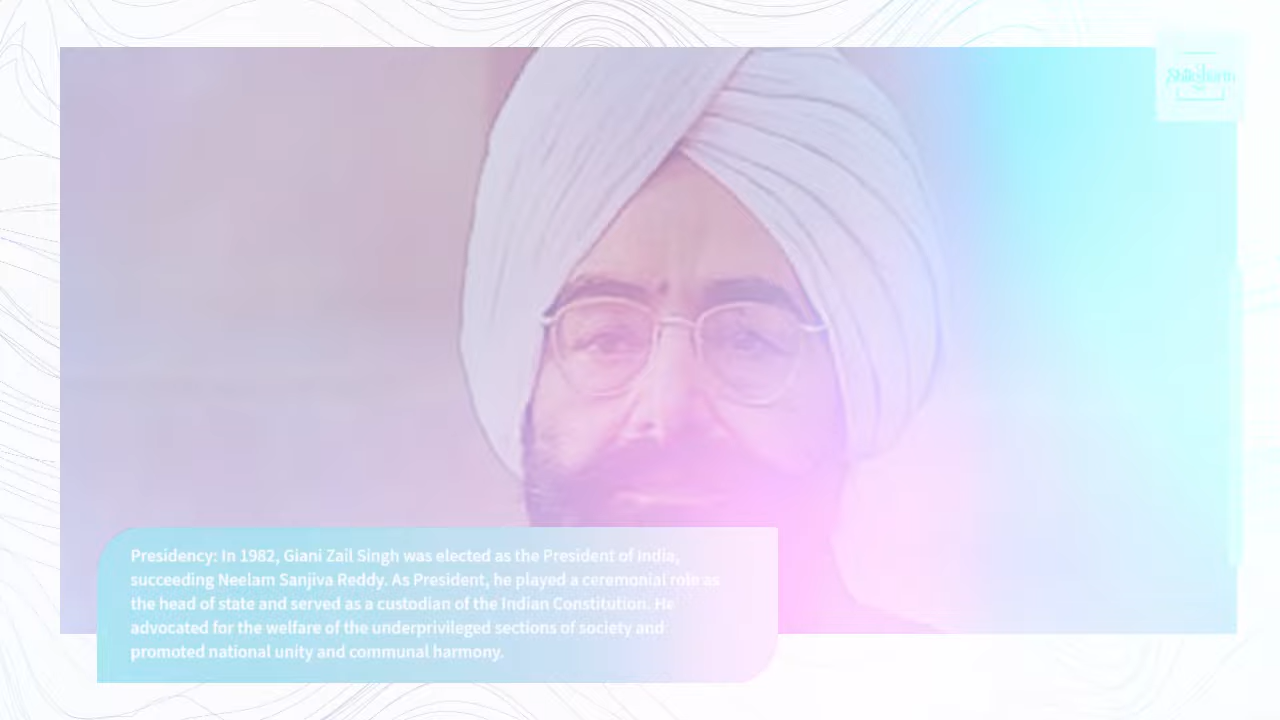 Shiksharth
Presidency: In 1982, Giani Zail Singh was elected as the President of India,
succeeding Neelam Sanjiva Reddy. As President, he played a ceremonial role as
the head of state and served as a custodian of the Indian Constitution. He
advocated for the welfare of the underprivileged sections of society and
promoted national unity and communal harmony.